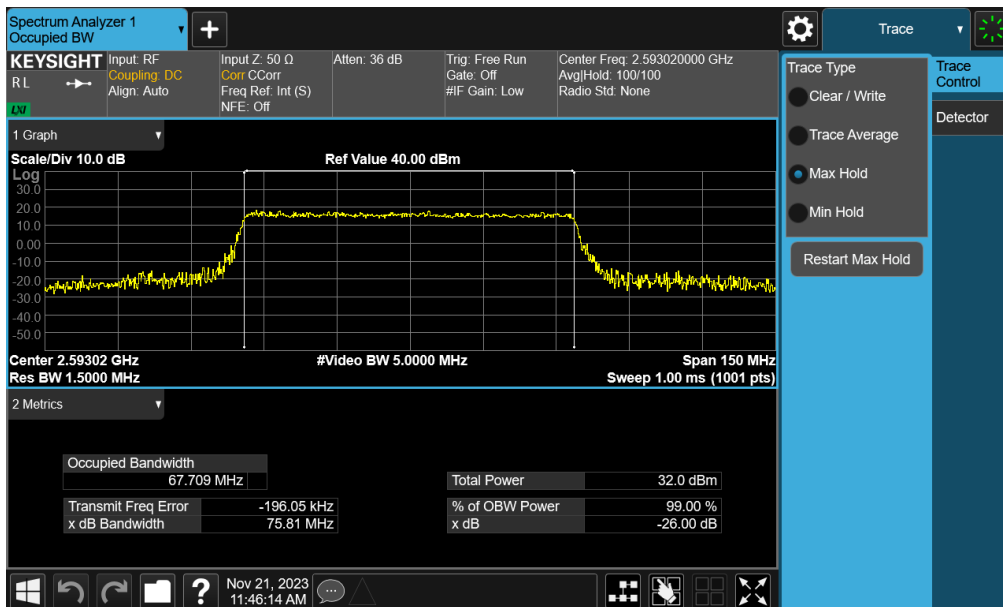 Spectrum Analyzer 1
Occupied BW
+
Trace
KEYSIGHT
R L
LXI
Input: RF
Coupling: DC
Align: Auto
Input Z: 50 Ω
Corr CCorr
Freq Ref: Int (S)
NFE: Off
Atten: 36 dB
Trig: Free Run
Gate: Off
#IF Gain: Low
Center Freq: 2.593020000 GHz
Avg|Hold: 100/100
Radio Std: None
Trace Type
Clear / Write
Trace Average
Max Hold
Min Hold
Restart Max Hold
Trace
Control
Detector
1 Graph
Scale/Div 10.0 dB
Ref Value 40.00 dBm
Log
30.0
20.0
10.0
0.00
-10.0
-20.0
-30.0
-40.0
-50.0
Center 2.59302 GHz
#Video BW 5.0000 MHz
Span 150 MHz
Res BW 1.5000 MHz
Sweep 1.00 ms (1001 pts)
2 Metrics
Occupied Bandwidth
67.709 MHz
Total Power 32.0 dBm
Transmit Freq Error -196.05 kHz
% of OBW Power 99.00 %
x dB Bandwidth 75.81 MHz
x dB -26.00 dB
?
Nov 21, 2023
11:46:14 AM